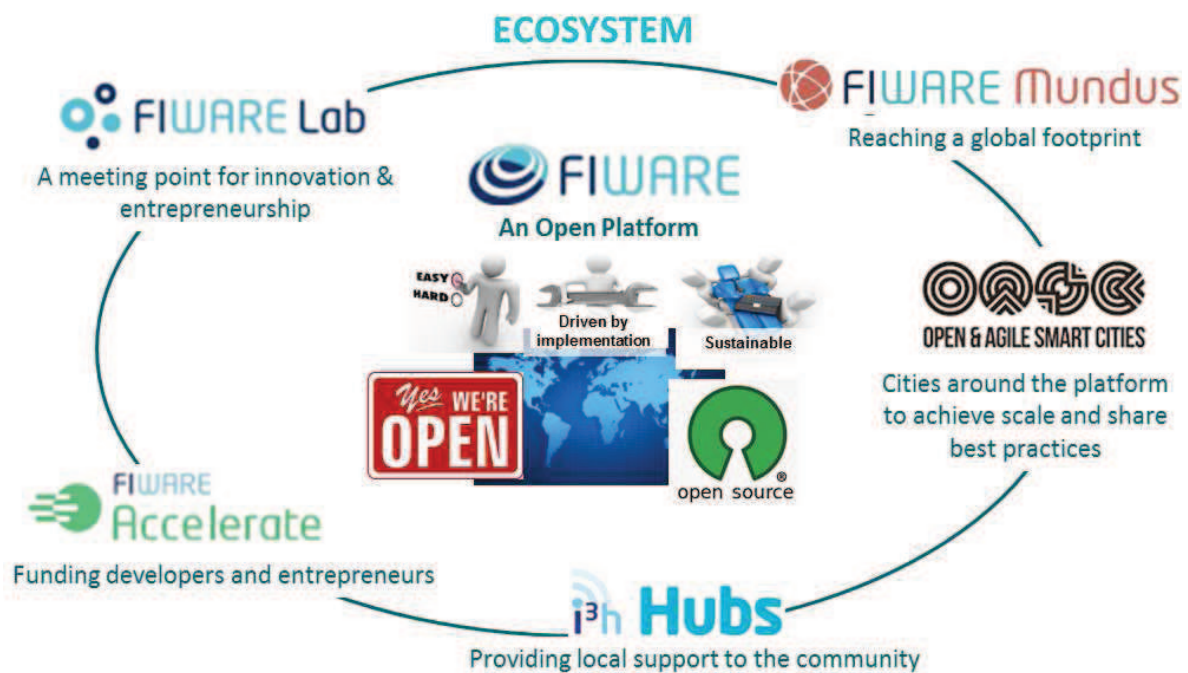 ECOSYSTEM
FIWARE Lab
A meeting point for innovation &
entrepreneurship
FIWARE Mundus
Reaching a global footprint
FIWARE
An Open Platform
EASY
HARD
Driven by
implementation
Sustainable
Yes
WE'RE
OPEN
open source
®
OPEN & AGILE SMART CITIES
Cities around the platform
to achieve scale and share
best practices
FIWARE
Accelerate
Funding developers and entrepreneurs
i³h Hubs
Providing local support to the community